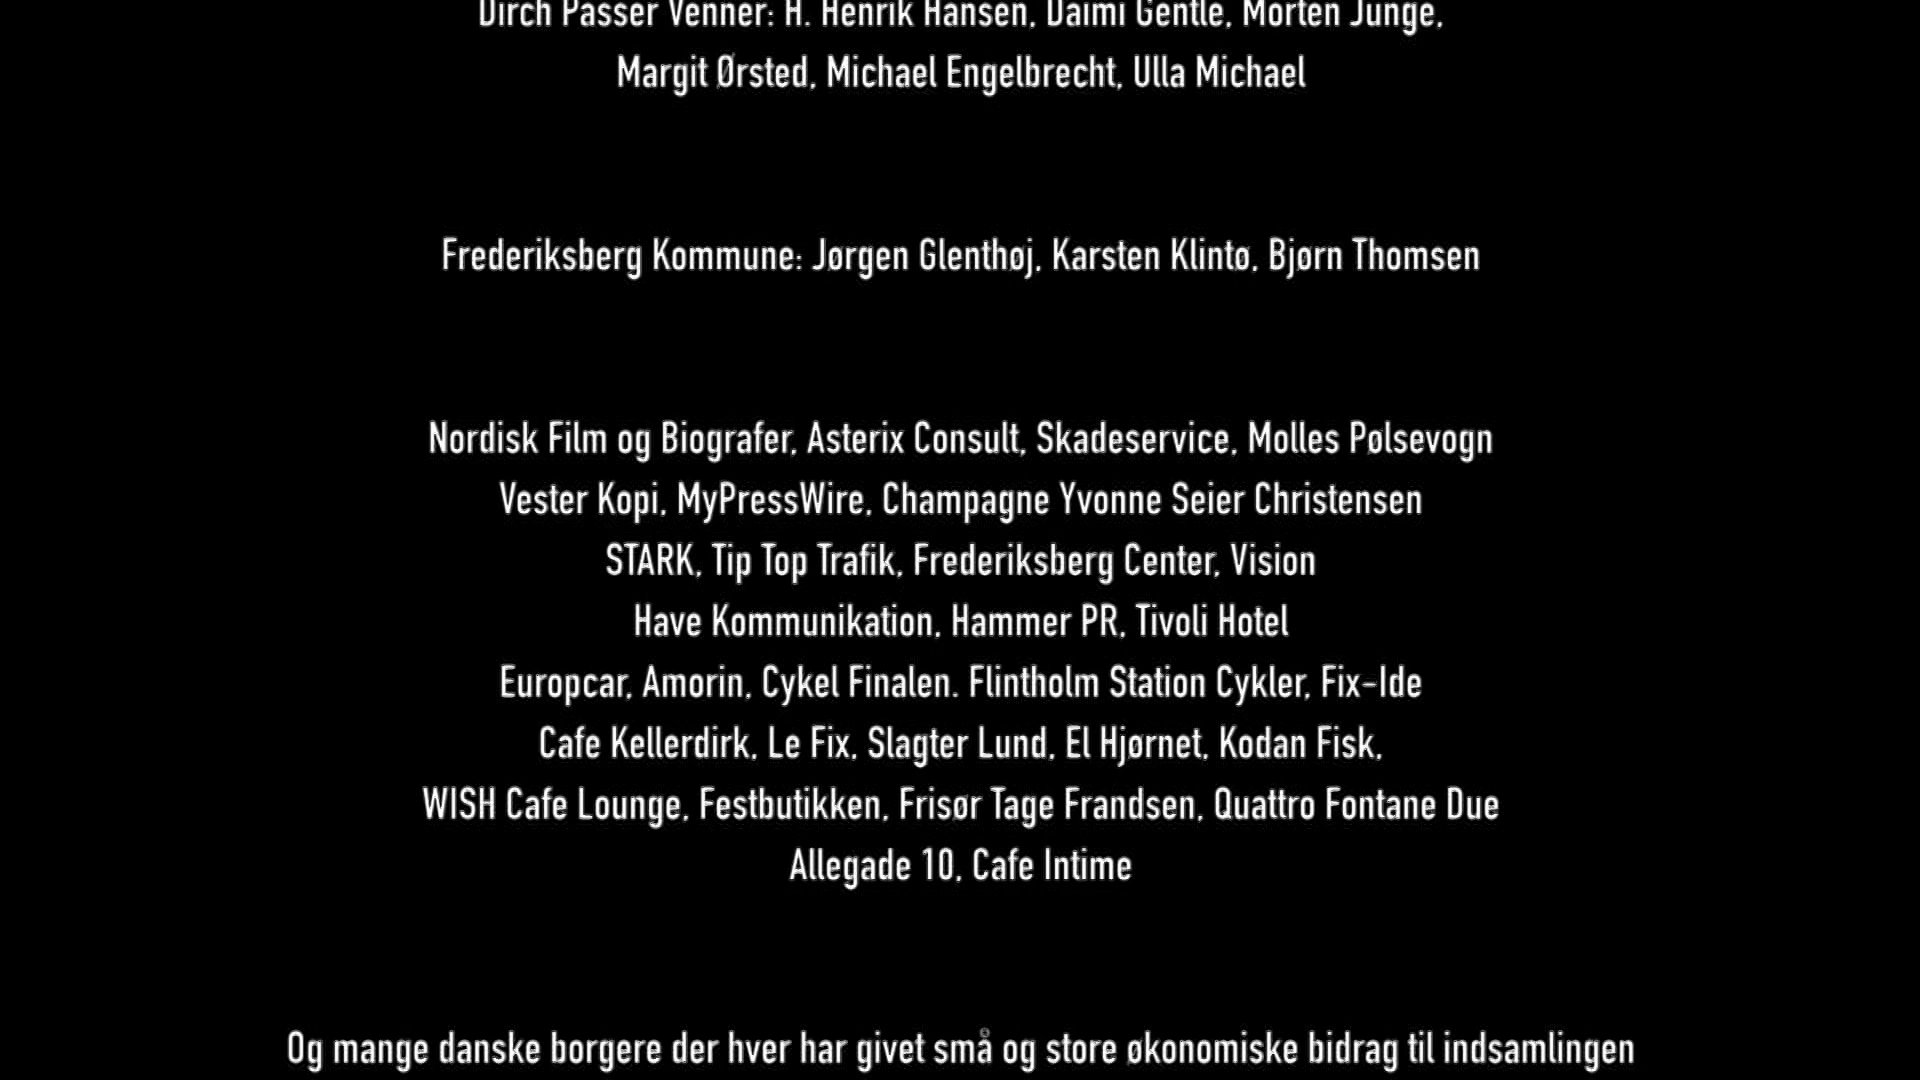 Dirch Passer Venner: H. Henrik Hansen, Daimi Gentle, Morten Junge,
Margit Ørsted, Michael Engelbrecht, Ulla Michael
Frederiksberg Kommune: Jørgen Glenthøj, Karsten Klintø, Bjørn Thomsen
Nordisk Film og Biografer, Asterix Consult, Skadeservice, Molles Pølsevogn
Vester Kopi, MyPressWire, Champagne Yvonne Seier Christensen
STARK, Tip Top Trafik, Frederiksberg Center, Vision
Have Kommunikation, Hammer PR, Tivoli Hotel
Europcar, Amorin, Cykel Finalen. Flintholm Station Cykler, Fix-Ide
Cafe Kellerdirk, Le Fix, Slagter Lund, El Hjørnet, Kodan Fisk,
WISH Cafe Lounge, Festbutikken, Frisør Tage Frandsen, Quattro Fontane Due
Allegade 10, Cafe Intime
Og mange danske borgere der hver har givet små og store økonomiske bidrag til indsamlingen